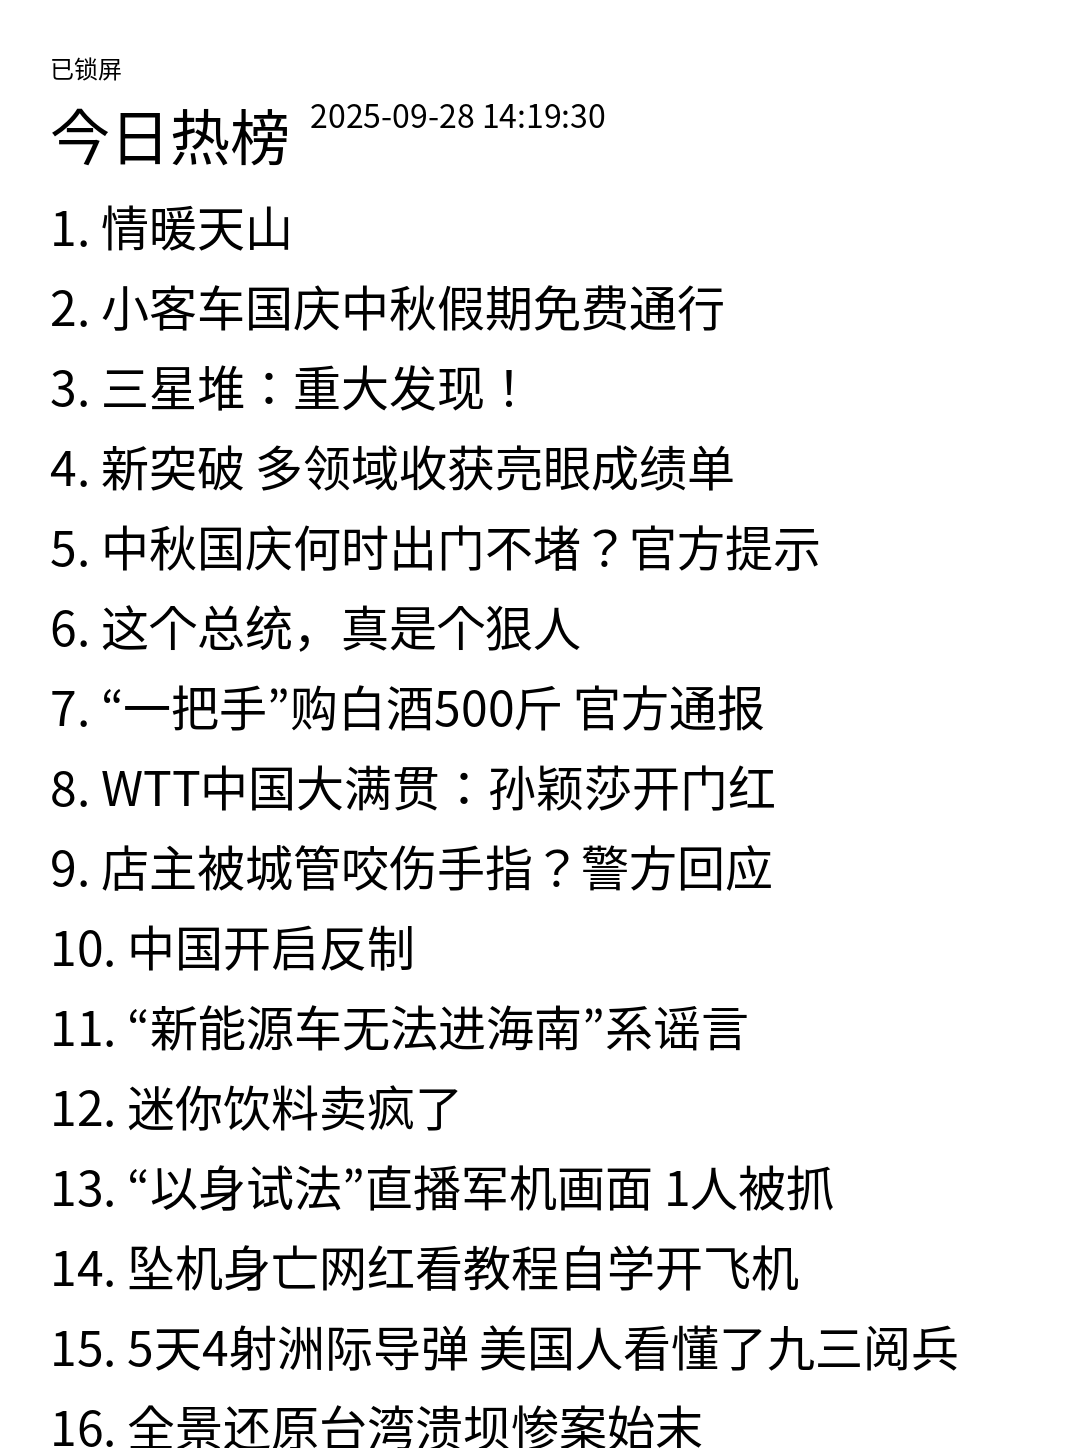 已锁屏
今日热榜 2025-09-28 14:19:30
1. 情暖天山
2. 小客车国庆中秋假期免费通行
3. 三星堆：重大发现！
4. 新突破 多领域收获亮眼成绩单
5. 中秋国庆何时出门不堵？官方提示
6. 这个总统，真是个狠人
7. “一把手”购白酒500斤 官方通报
8. WTT中国大满贯：孙颖莎开门红
9. 店主被城管咬伤手指？警方回应
10. 中国开启反制
11. “新能源车无法进海南”系谣言
12. 迷你饮料卖疯了
13. “以身试法”直播军机画面 1人被抓
14. 坠机身亡网红看教程自学开飞机
15. 5天4射洲际导弹 美国人看懂了九三阅兵
16. 全景还原台湾溃坝惨案始末